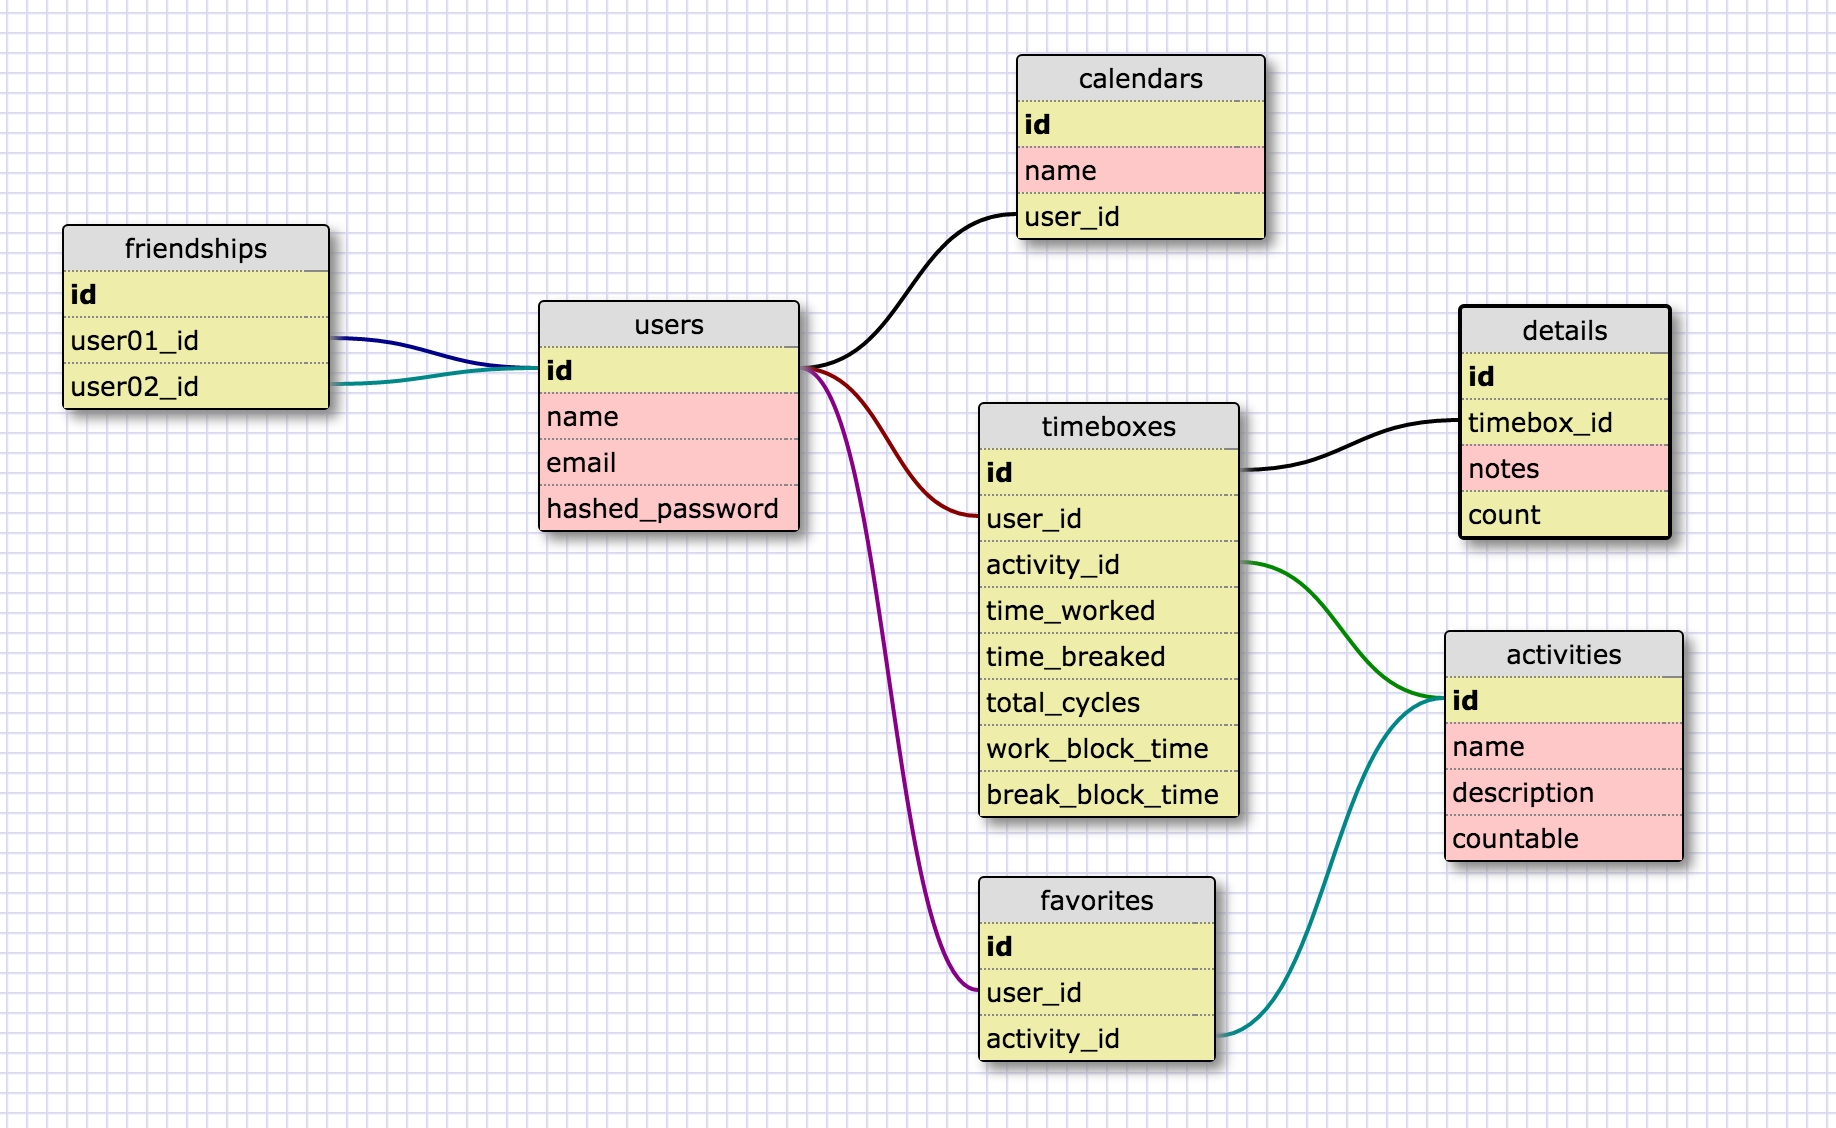 calendars
id
name
user_id
friendships
id
user01_id
user02_id
users
id
name
email
hashed_password
details
id
timebox_id
notes
count
timeboxes
id
user_id
activity_id
time_worked
time_breaked
total_cycles
work_block_time
break_block_time
activities
id
name
description
countable
favorites
id
user_id
activity_id